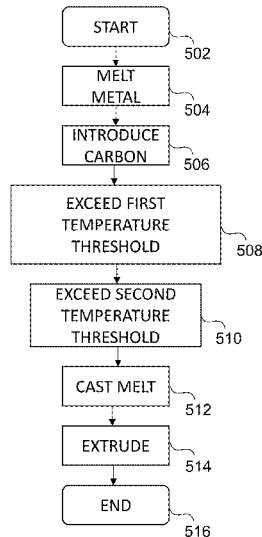 START
502
MELT
METAL
504
INTRODUCE
CARBON
506
EXCEED FIRST
TEMPERATURE
THRESHOLD
508
EXCEED SECOND
TEMPERATURE
THRESHOLD
510
CAST MELT
512
EXTRUDE
514
END
516